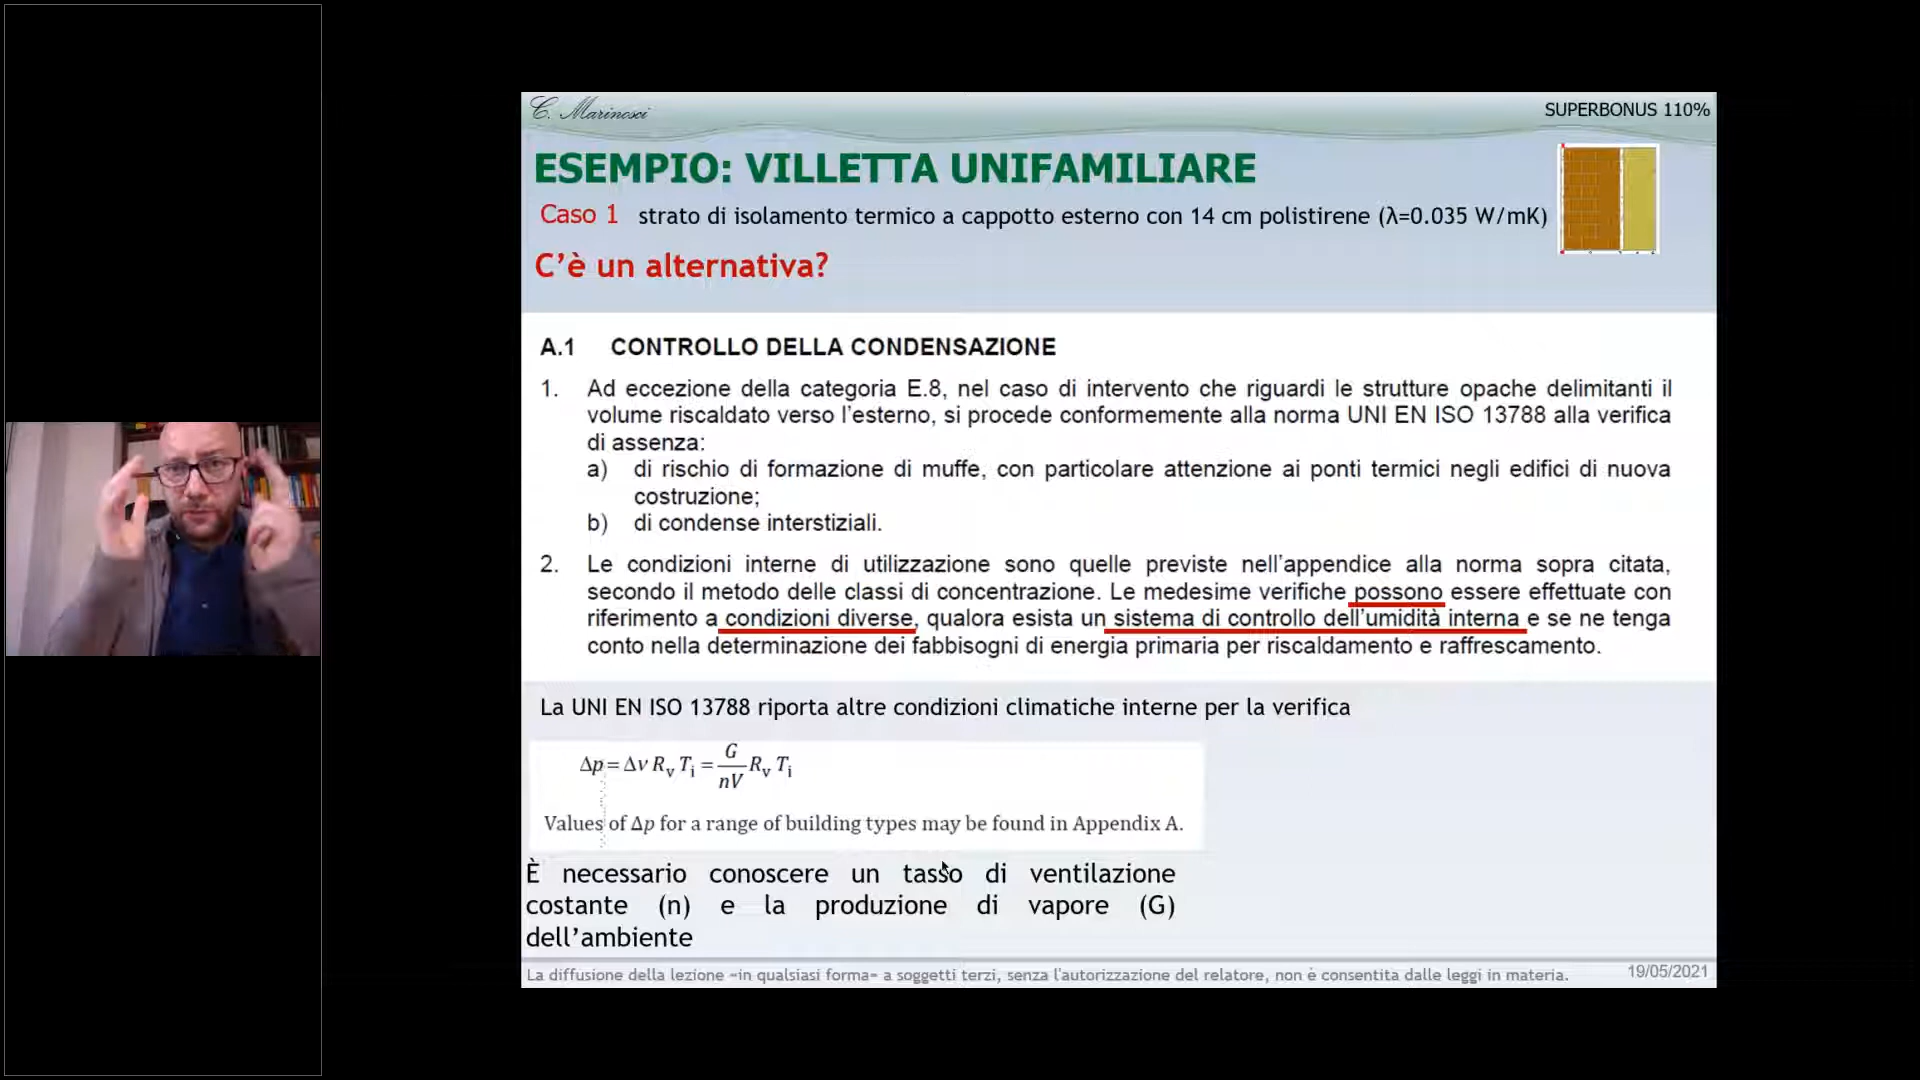 C. Marinosci
SUPERBONUS 110%
ESEMPIO: VILLETTA UNIFAMILIARE
Caso 1 strato di isolamento termico a cappotto esterno con 14 cm polistirene (λ=0.035 W/mK)
C’è un alternativa?
A.1 CONTROLLO DELLA CONDENSAZIONE
1. Ad eccezione della categoria E.8, nel caso di intervento che riguardi le strutture opache delimitanti il
volume riscaldato verso l’esterno, si procede conformemente alla norma UNI EN ISO 13788 alla verifica
di assenza:
a) di rischio di formazione di muffe, con particolare attenzione ai ponti termici negli edifici di nuova
costruzione;
b) di condense interstiziali.
2. Le condizioni interne di utilizzazione sono quelle previste nell’appendice alla norma sopra citata,
secondo il metodo delle classi di concentrazione. Le medesime verifiche possono essere effettuate con
riferimento a condizioni diverse, qualora esista un sistema di controllo dell’umidità interna e se ne tenga
conto nella determinazione dei fabbisogni di energia primaria per riscaldamento e raffrescamento.
La UNI EN ISO 13788 riporta altre condizioni climatiche interne per la verifica
Δp = Δv Rv Ti = G/nV Rv Ti
Values of Δp for a range of building types may be found in Appendix A.
È necessario conoscere un tasso di ventilazione
costante (n) e la produzione di vapore (G)
dell’ambiente
La diffusione della lezione -in qualsiasi forma- a soggetti terzi, senza l'autorizzazione del relatore, non è consentita dalle leggi in materia.
19/05/2021